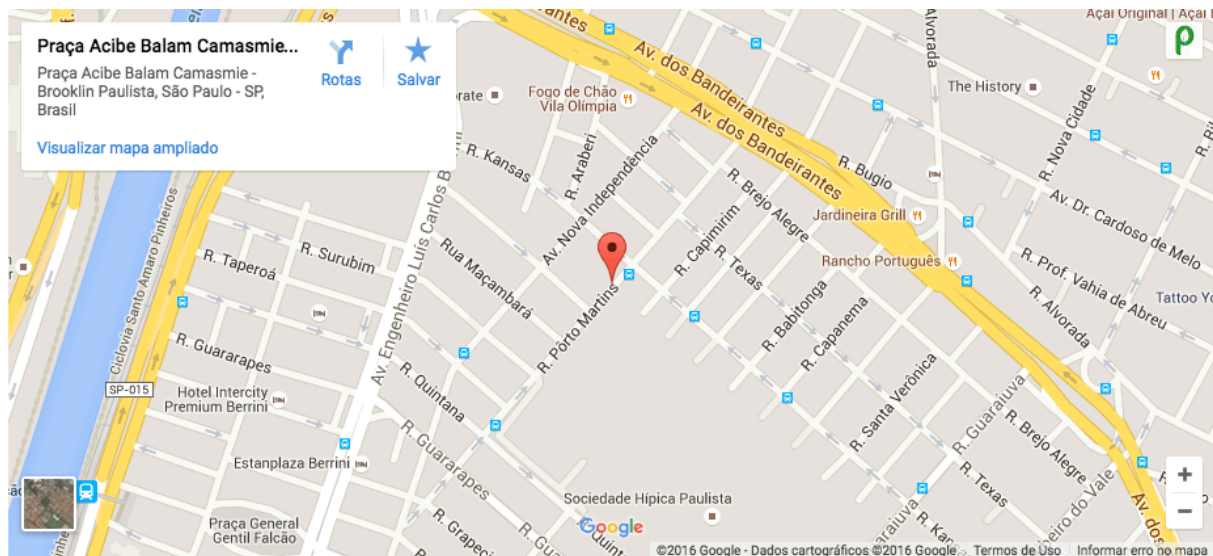 Praça Acibe Balam Camasmie...
Praça Acibe Balam Camasmie -
Brooklin Paulista, São Paulo - SP,
Brasil
Visualizar mapa ampliado
Rotas
Salvar
Av. dos Bandeirantes
Av. dos Bandeirantes
Alvorada
Açaí Original | Açaí
ρ
The History
Fogo de Chão
Vila Olímpia
R. Kansas
R. Araberi
Av. Nova Independência
R. Bugio
R. Nova Cidade
Av. Dr. Cardoso de Melo
R. Brejo Alegre
Jardineira Grill
R. Capimirim
Rancho Português
R. Prof. Vahia de Abreu
R. Alvorada
Tattoo
Ciclovia Santo Amaro Pinheiros
R. Taperoá
R. Surubim
Av. Engenheiro Luís Carlos
Rua Maçambará
R. Pôrto Martins
R. Texas
R. Babitonga
R. Capanema
R. Guararapes
SP-015
Hotel Intercity
Premium Berrini
R. Quintana
R. Santa Verônica
R. Guaraiuva
R. Brejo Alegre
R. Guararapes
Estanplaza Berrini
R. Texas
Sociedade Hípica Paulista
Praça General
Gentil Falcão
Google
+
−
©2016 Google - Dados cartográficos ©2016 Google
Termos de Uso
Informar erro no mapa